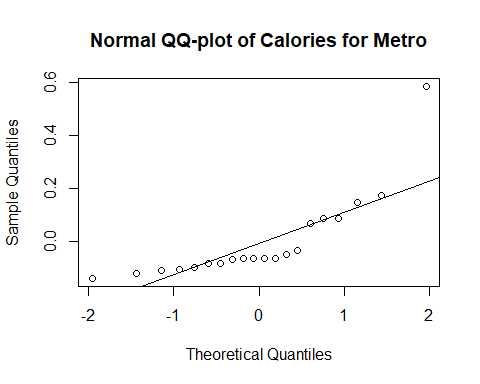 Normal QQ-plot of Calories for Metro
Sample Quantiles
0.6
0.4
0.2
0.0
-2 -1 0 1 2
Theoretical Quantiles